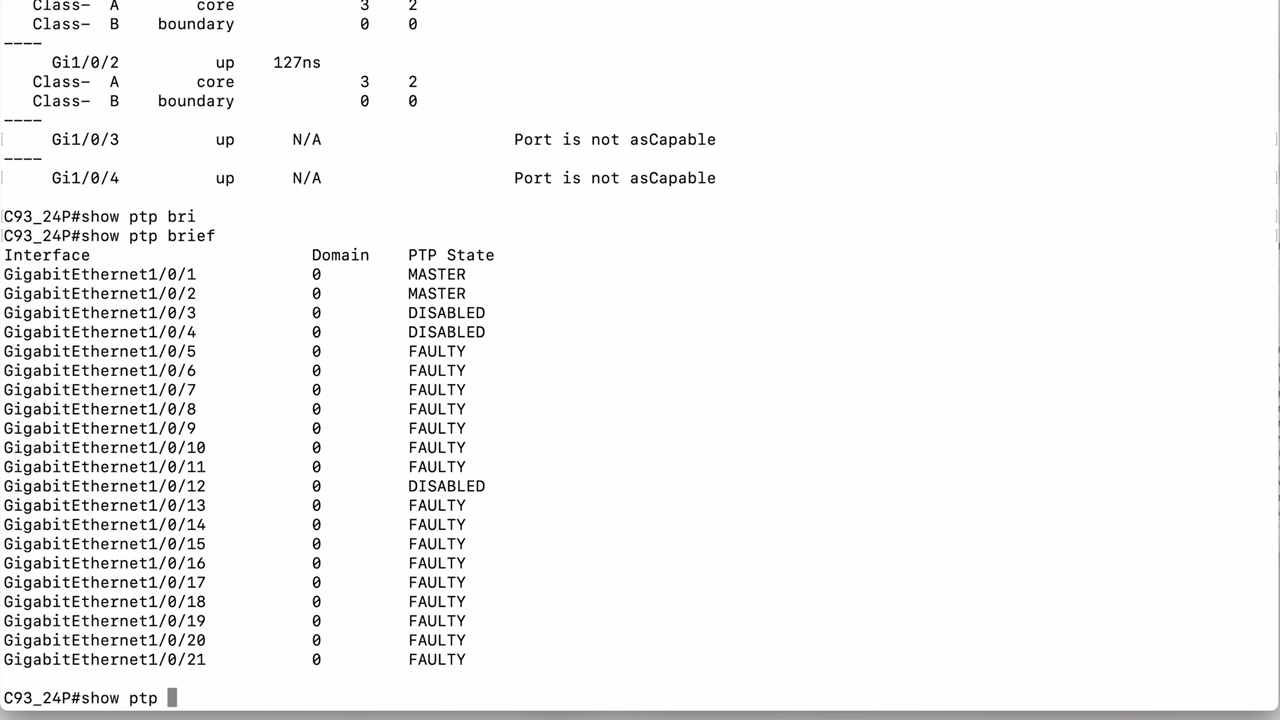 Class-  A        core             3    2
Class-  B    boundary             0    0
----
Gi1/0/2          up    127ns
Class-  A        core             3    2
Class-  B    boundary             0    0
----
Gi1/0/3          up      N/A                    Port is not asCapable
----
Gi1/0/4          up      N/A                    Port is not asCapable
C93_24P#show ptp bri
C93_24P#show ptp brief
Interface                       Domain    PTP State
GigabitEthernet1/0/1            0         MASTER
GigabitEthernet1/0/2            0         MASTER
GigabitEthernet1/0/3            0         DISABLED
GigabitEthernet1/0/4            0         DISABLED
GigabitEthernet1/0/5            0         FAULTY
GigabitEthernet1/0/6            0         FAULTY
GigabitEthernet1/0/7            0         FAULTY
GigabitEthernet1/0/8            0         FAULTY
GigabitEthernet1/0/9            0         FAULTY
GigabitEthernet1/0/10           0         FAULTY
GigabitEthernet1/0/11           0         FAULTY
GigabitEthernet1/0/12           0         DISABLED
GigabitEthernet1/0/13           0         FAULTY
GigabitEthernet1/0/14           0         FAULTY
GigabitEthernet1/0/15           0         FAULTY
GigabitEthernet1/0/16           0         FAULTY
GigabitEthernet1/0/17           0         FAULTY
GigabitEthernet1/0/18           0         FAULTY
GigabitEthernet1/0/19           0         FAULTY
GigabitEthernet1/0/20           0         FAULTY
GigabitEthernet1/0/21           0         FAULTY
C93_24P#show ptp